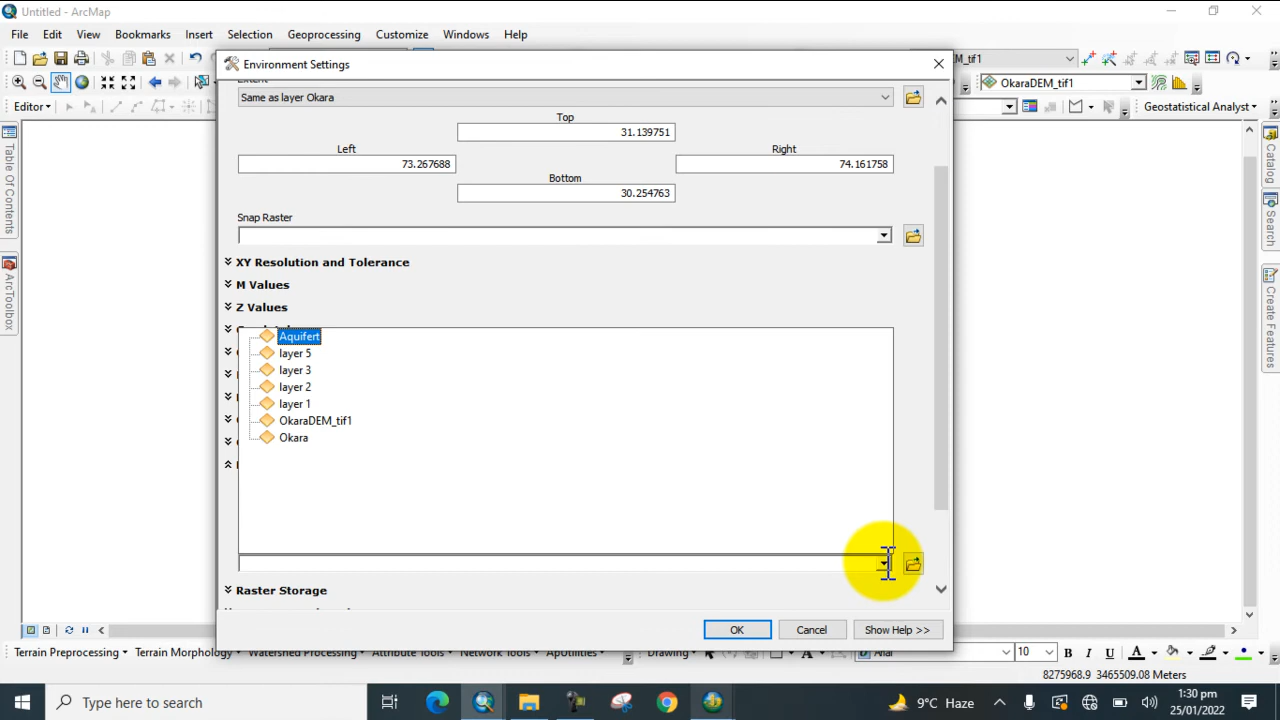 Untitled - ArcMap
File Edit View Bookmarks Insert Selection Geoprocessing Customize Windows Help
Environment Settings
EM_tif1
OkaraDEM_tif1
Editor
Geostatistical Analyst
Extent
Same as layer Okara
Top
31.139751
Left
Right
73.267688
74.161758
Bottom
30.254763
Snap Raster
XY Resolution and Tolerance
M Values
Z Values
Aquifert
layer 5
layer 3
layer 2
layer 1
OkaraDEM_tif1
Okara
Raster Storage
OK Cancel Show Help >>
Table Of Contents
ArcToolbox
Catalog
Search
Create Features
Terrain Preprocessing Terrain Morphology Watershed Processing Attribute Tools Network Tools ApUtilities Drawing Arial 10 B I U A
8275968.9 3465509.08 Meters
Type here to search
9°C Haze
1:30 pm
25/01/2022